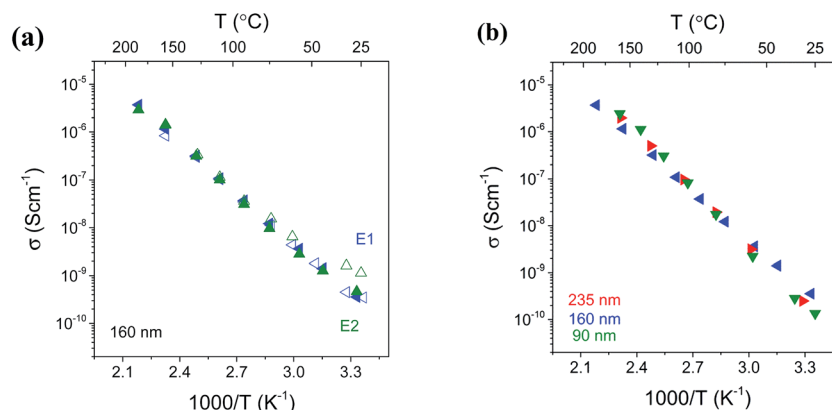 (a)
T (°C)
200 150 100 50 25
10⁻⁵
10⁻⁶
10⁻⁷
10⁻⁸
10⁻⁹
10⁻¹⁰
σ (Scm⁻¹)
E1
E2
160 nm
2.1 2.4 2.7 3.0 3.3
1000/T (K⁻¹)
(b)
T (°C)
200 150 100 50 25
10⁻⁵
10⁻⁶
10⁻⁷
10⁻⁸
10⁻⁹
10⁻¹⁰
σ (Scm⁻¹)
235 nm
160 nm
90 nm
2.1 2.4 2.7 3.0 3.3
1000/T (K⁻¹)